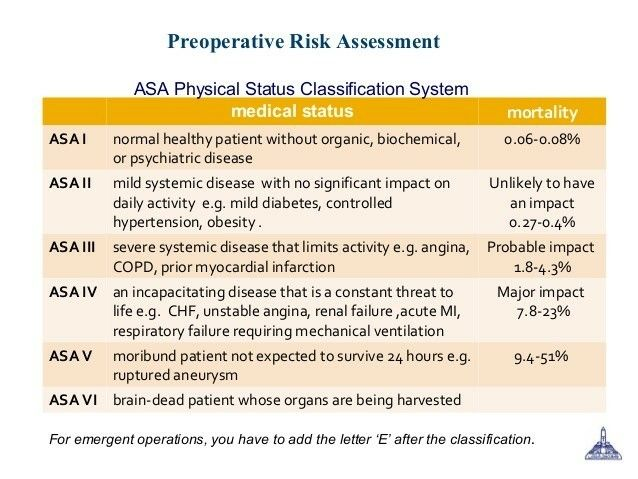 Preoperative Risk Assessment
ASA Physical Status Classification System
medical status mortality
ASA I normal healthy patient without organic, biochemical, 0.06-0.08%
or psychiatric disease
ASA II mild systemic disease with no significant impact on Unlikely to have
daily activity e.g. mild diabetes, controlled an impact
hypertension, obesity . 0.27-0.4%
ASA III severe systemic disease that limits activity e.g. angina, Probable impact
COPD, prior myocardial infarction 1.8-4.3%
ASA IV an incapacitating disease that is a constant threat to Major impact
life e.g. CHF, unstable angina, renal failure ,acute MI, 7.8-23%
respiratory failure requiring mechanical ventilation
ASA V moribund patient not expected to survive 24 hours e.g. 9.4-51%
ruptured aneurysm
ASA VI brain-dead patient whose organs are being harvested
For emergent operations, you have to add the letter ‘E’ after the classification.